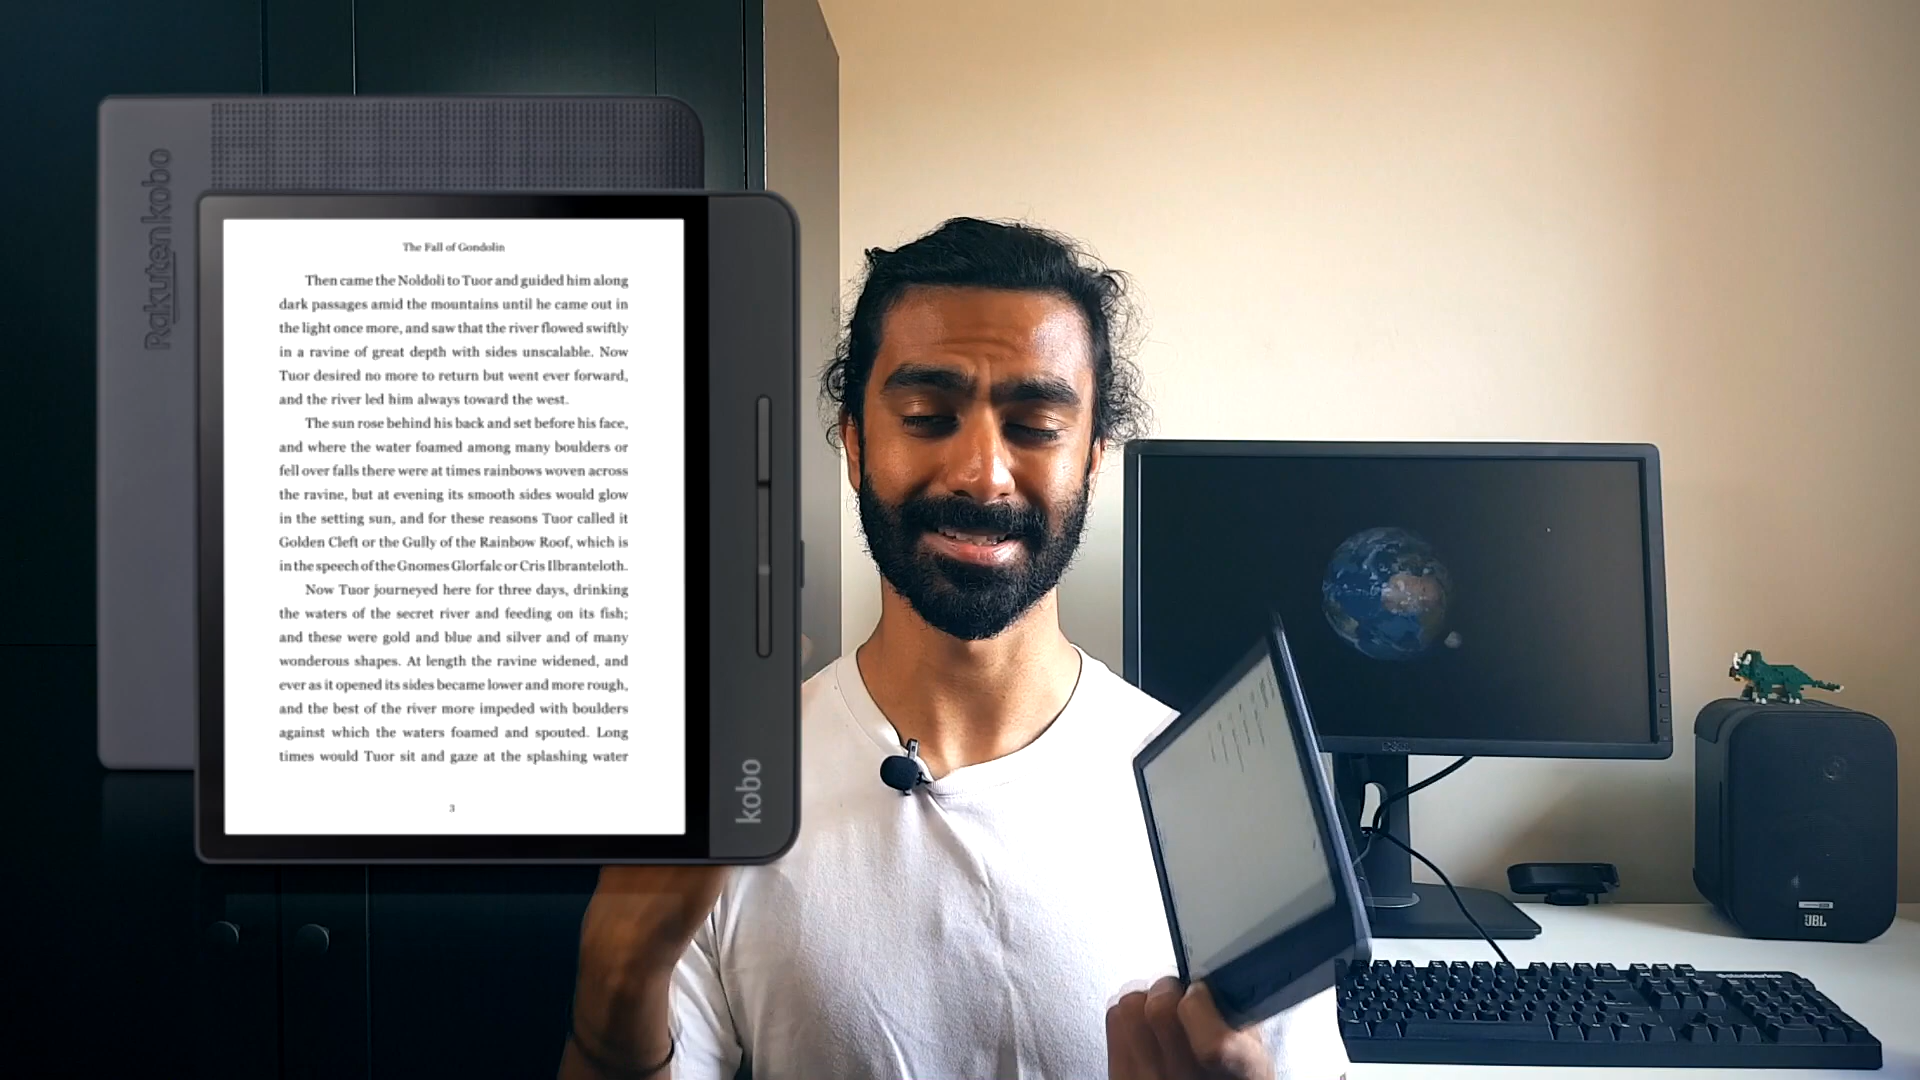 Rakuten kobo
The Fall of Gondolin
Then came the Noldoli to Tuor and guided him along
dark passages amid the mountains until he came out in
the light once more, and saw that the river flowed swiftly
in a ravine of great depth with sides unscalable. Now
Tuor desired no more to return but went ever forward,
and the river led him always toward the west.
The sun rose behind his back and set before his face,
and where the water foamed among many boulders or
fell over falls there were at times rainbows woven across
the ravine, but at evening its smooth sides would glow
in the setting sun, and for these reasons Tuor called it
Golden Cleft or the Gully of the Rainbow Roof, which is
in the speech of the Gnomes Glorfalc or Cris Ilbranteloth.
Now Tuor journeyed here for three days, drinking
the waters of the secret river and feeding on its fish;
and these were gold and blue and silver and of many
wonderous shapes. At length the ravine widened, and
ever as it opened its sides became lower and more rough,
and the best of the river more impeded with boulders
against which the waters foamed and spouted. Long
times would Tuor sit and gaze at the splashing water
3
kobo
DELL
JBL